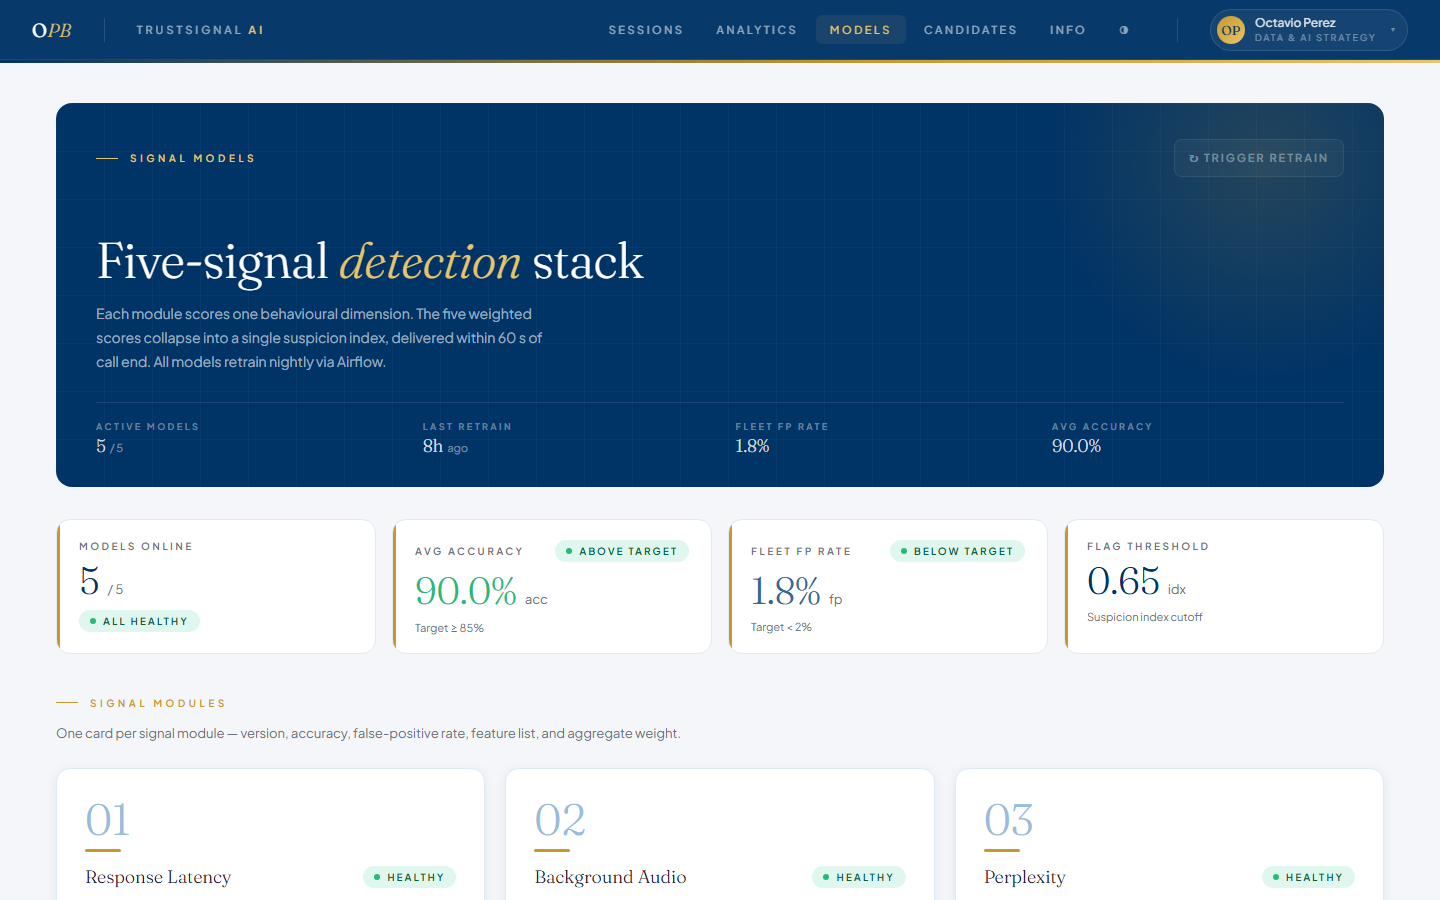 OPB
TRUSTSIGNAL AI
SESSIONS
ANALYTICS
MODELS
CANDIDATES
INFO
OP
Octavio Perez
DATA & AI STRATEGY
SIGNAL MODELS
↻ TRIGGER RETRAIN
Five-signal detection stack
Each module scores one behavioural dimension. The five weighted
scores collapse into a single suspicion index, delivered within 60 s of
call end. All models retrain nightly via Airflow.
ACTIVE MODELS
5 / 5
LAST RETRAIN
8h ago
FLEET FP RATE
1.8%
AVG ACCURACY
90.0%
MODELS ONLINE
5 / 5
ALL HEALTHY
AVG ACCURACY
ABOVE TARGET
90.0% acc
Target ≥ 85%
FLEET FP RATE
BELOW TARGET
1.8% fp
Target < 2%
FLAG THRESHOLD
0.65 idx
Suspicion index cutoff
SIGNAL MODULES
One card per signal module — version, accuracy, false-positive rate, feature list, and aggregate weight.
01
Response Latency
HEALTHY
02
Background Audio
HEALTHY
03
Perplexity
HEALTHY